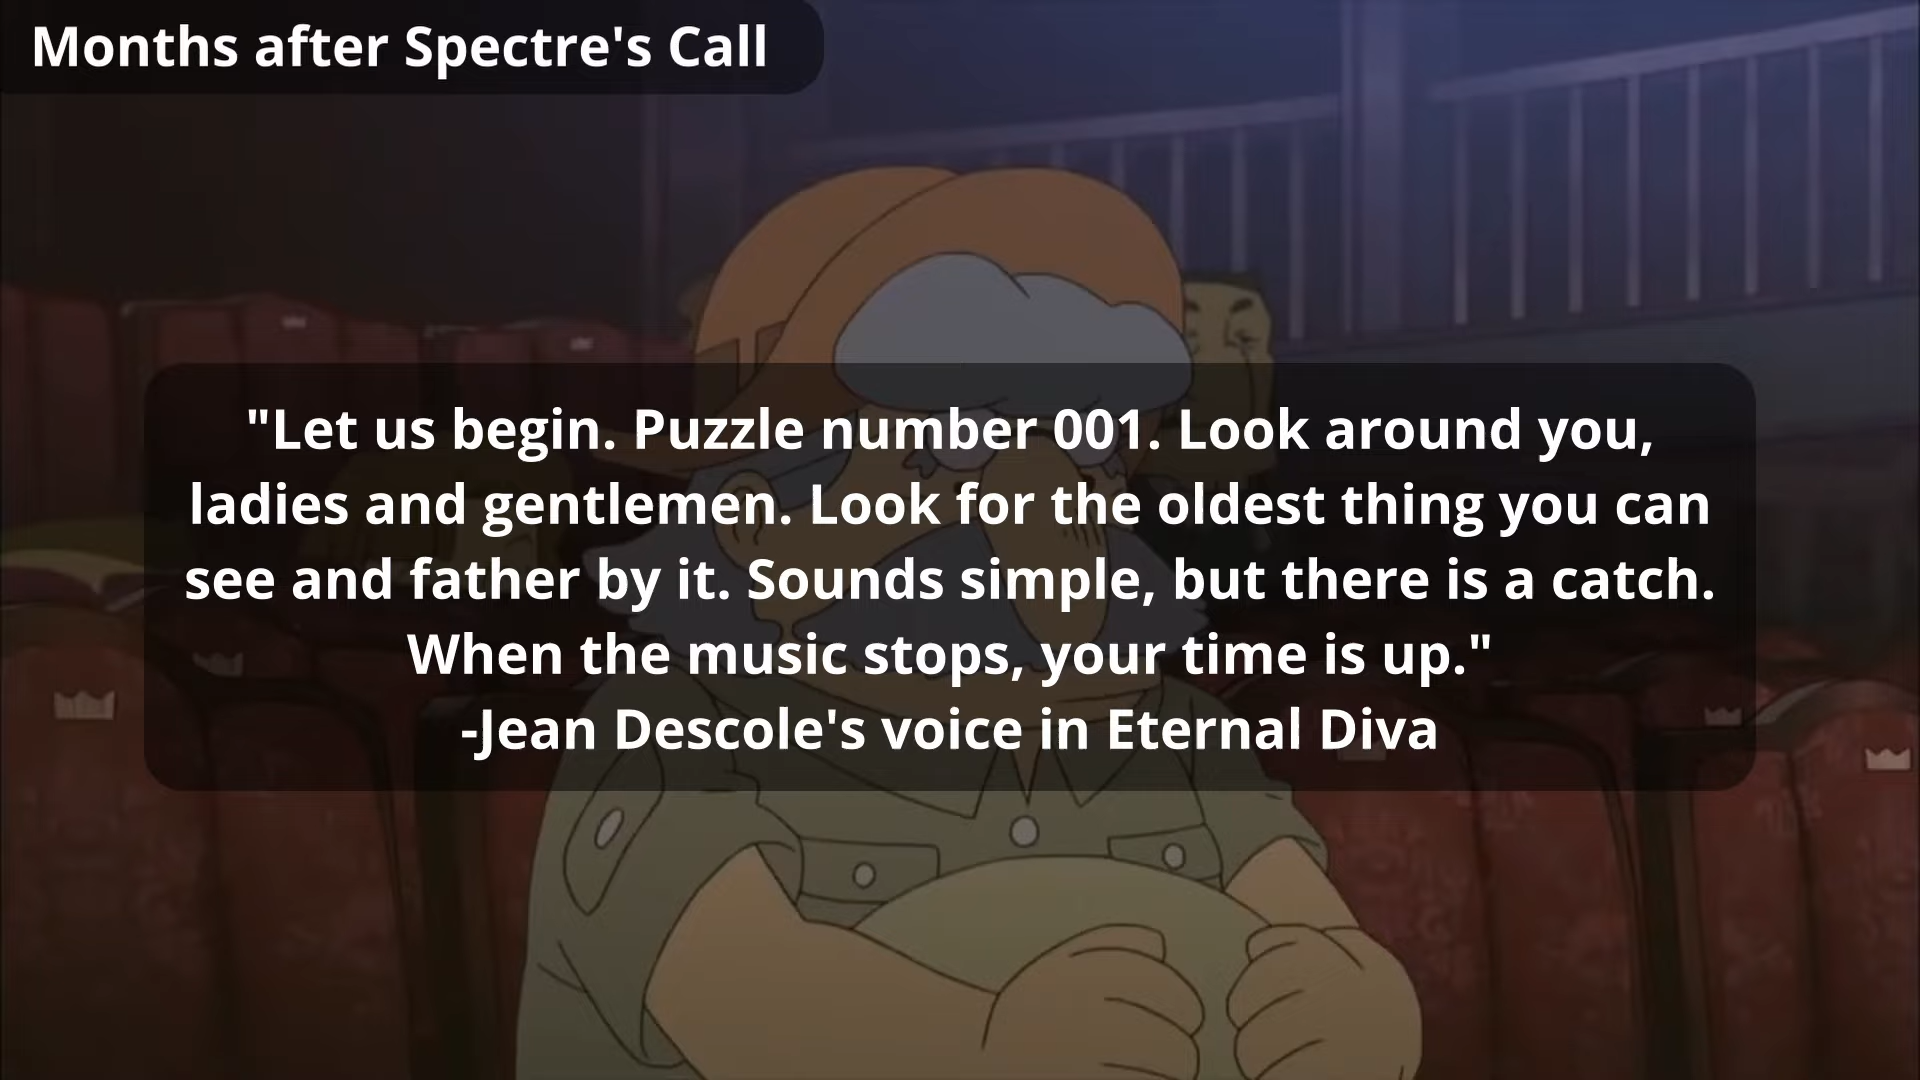 Months after Spectre's Call
"Let us begin. Puzzle number 001. Look around you,
ladies and gentlemen. Look for the oldest thing you can
see and father by it. Sounds simple, but there is a catch.
When the music stops, your time is up."
-Jean Descole's voice in Eternal Diva